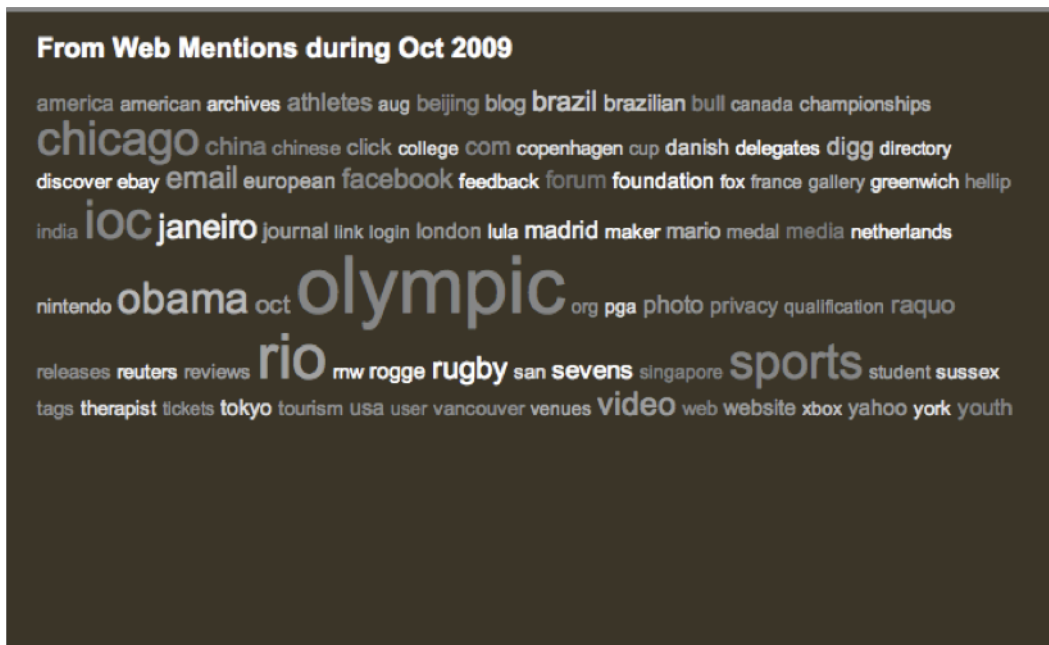 From Web Mentions during Oct 2009
america american archives athletes aug beijing blog brazil brazilian bull canada championships
chicago china chinese click college com copenhagen cup danish delegates digg directory
discover ebay email european facebook feedback forum foundation fox france gallery greenwich hellip
india ioc janeiro journal link login london lula madrid maker mario medal media netherlands
nintendo obama oct olympic org pga photo privacy qualification raquo
releases reuters reviews rio rnw rogge rugby san sevens singapore sports student sussex
tags therapist tickets tokyo tourism usa user vancouver venues video web website xbox yahoo york youth